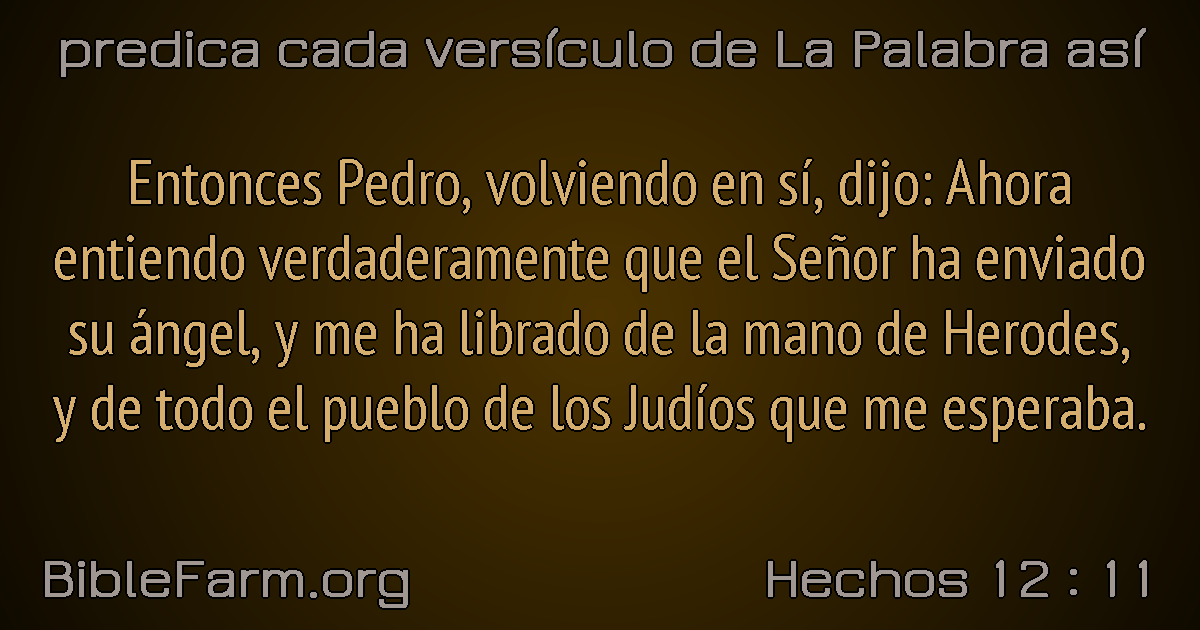 predica cada versículo de La Palabra así
Entonces Pedro, volviendo en sí, dijo: Ahora
entiendo verdaderamente que el Señor ha enviado
su ángel, y me ha librado de la mano de Herodes,
y de todo el pueblo de los Judíos que me esperaba.
BibleFarm.org
Hechos 12 : 11